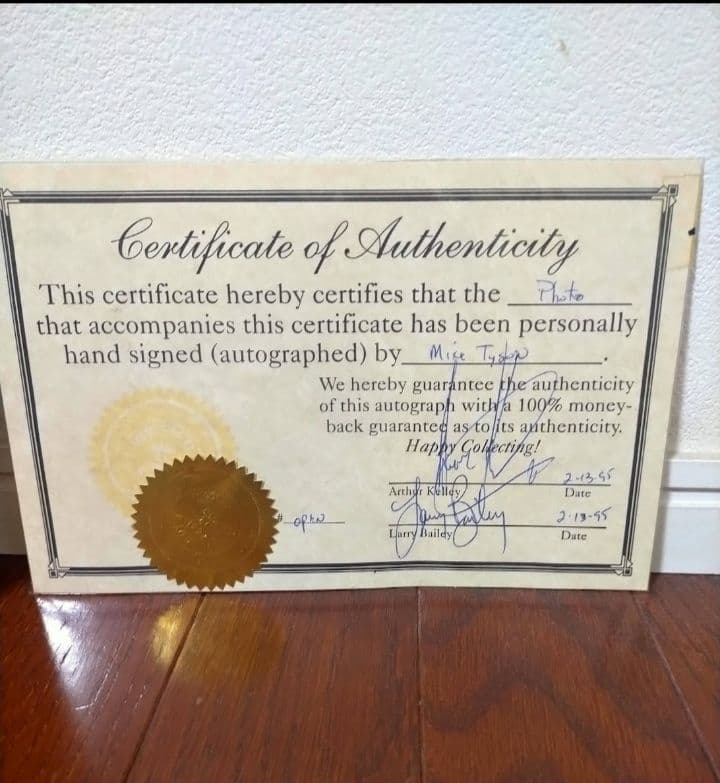 Certificate of Authenticity
This certificate hereby certifies that the Photo
that accompanies this certificate has been personally
hand signed (autographed) by Mike Tyson.
We hereby guarantee the authenticity
of this autograph with a 100% money-
back guarantee as to its authenticity.
Happy Collecting!
2-13-95
Arthur Kelley Date
#
Larry Bailey 2-13-95
Larry Bailey Date